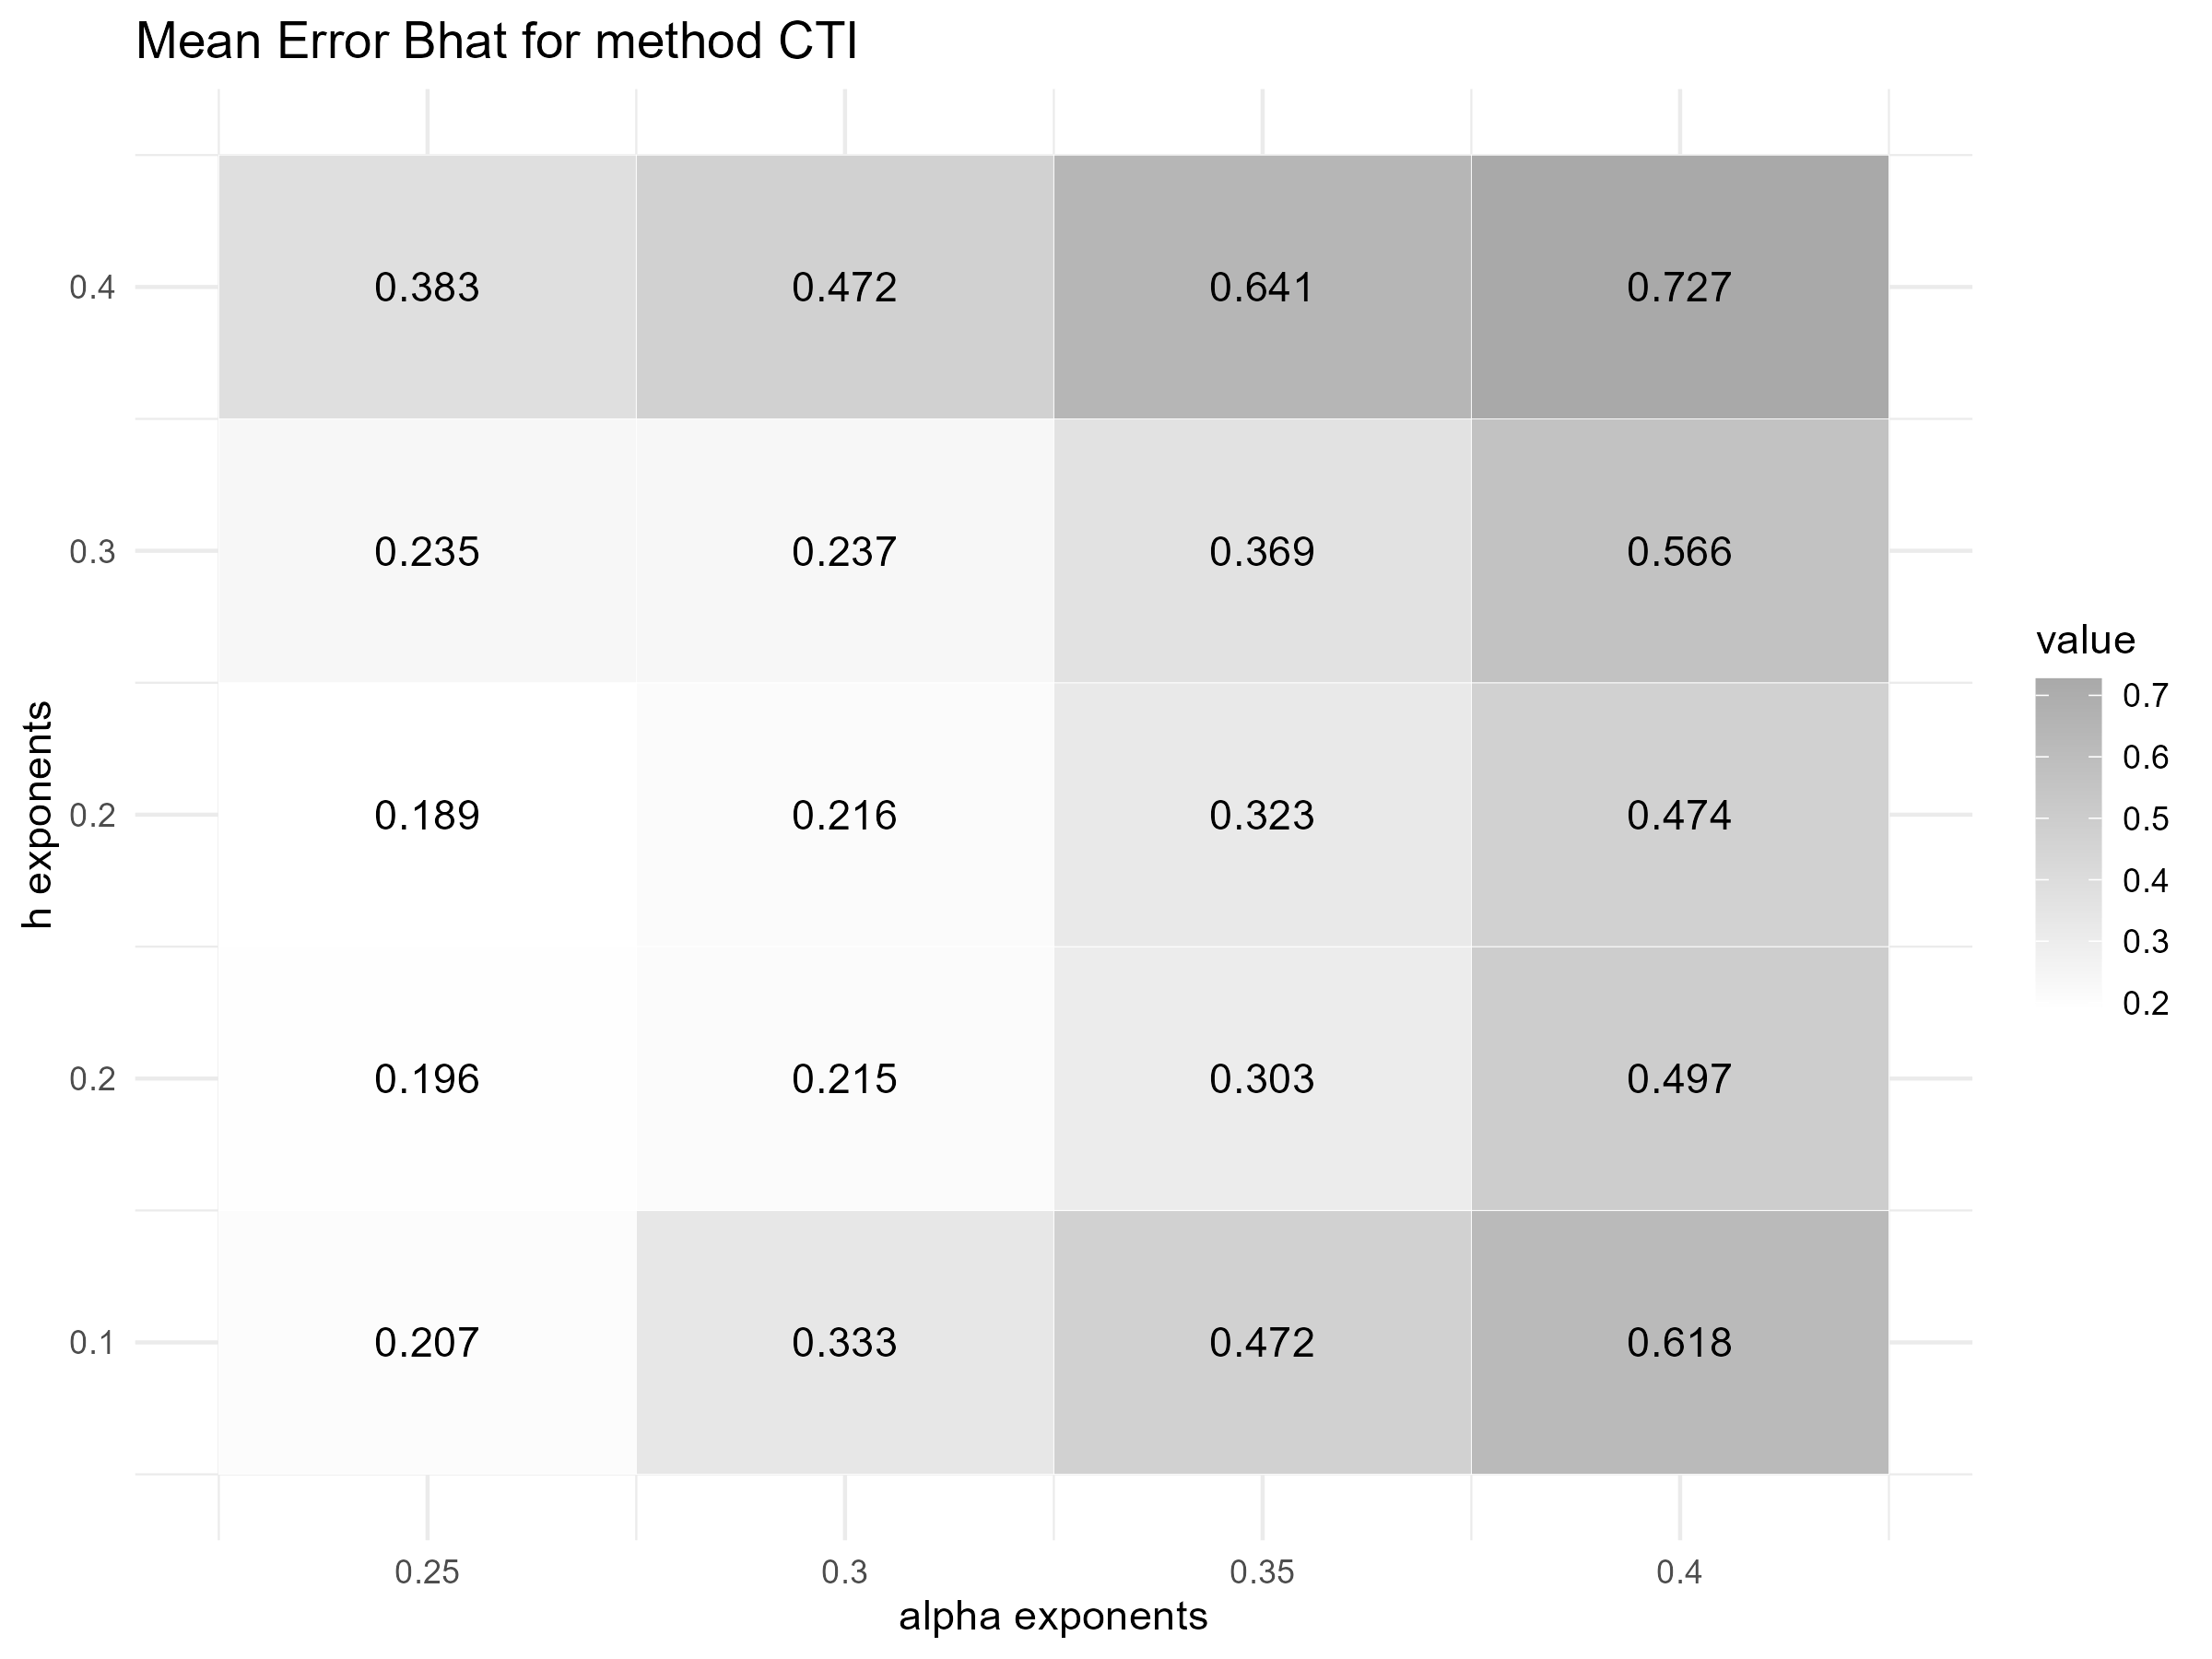 Mean Error Bhat for method CTI
0.4 0.383 0.472 0.641 0.727
0.3 0.235 0.237 0.369 0.566
0.2 0.189 0.216 0.323 0.474
0.2 0.196 0.215 0.303 0.497
0.1 0.207 0.333 0.472 0.618
0.25 0.3 0.35 0.4
alpha exponents
h exponents
value
0.7
0.6
0.5
0.4
0.3
0.2